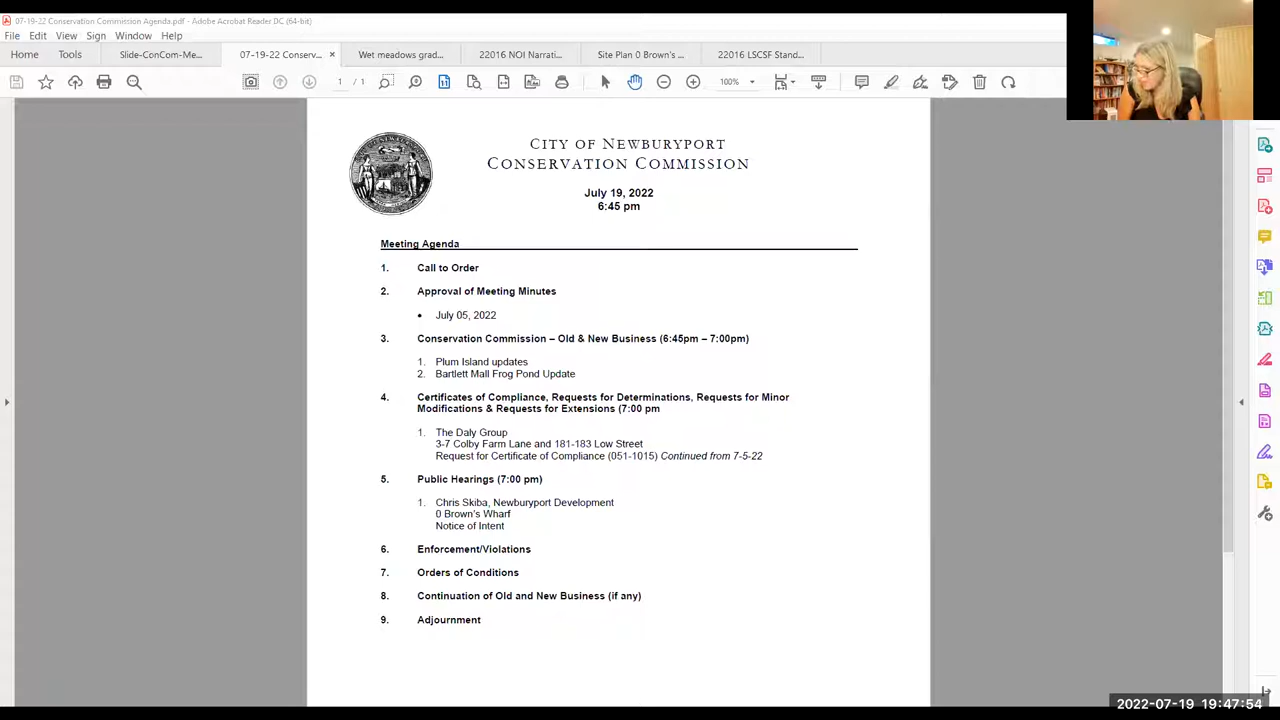 07-19-22 Conservation Commission Agenda.pdf - Adobe Acrobat Reader DC (64-bit)
File Edit View Sign Window Help
Home Tools Slide-ConCom-Me... 07-19-22 Conserv... × Wet meadows grad... 22016 NOI Narrati... Site Plan 0 Brown's ... 22016 LSCSF Stand...
1 / 1 100%
CITY OF NEWBURYPORT
CONSERVATION COMMISSION
July 19, 2022
6:45 pm
Meeting Agenda
1. Call to Order
2. Approval of Meeting Minutes
• July 05, 2022
3. Conservation Commission – Old & New Business (6:45pm – 7:00pm)
1. Plum Island updates
2. Bartlett Mall Frog Pond Update
4. Certificates of Compliance, Requests for Determinations, Requests for Minor
Modifications & Requests for Extensions (7:00 pm
1. The Daly Group
3-7 Colby Farm Lane and 181-183 Low Street
Request for Certificate of Compliance (051-1015) Continued from 7-5-22
5. Public Hearings (7:00 pm)
1. Chris Skiba, Newburyport Development
0 Brown's Wharf
Notice of Intent
6. Enforcement/Violations
7. Orders of Conditions
8. Continuation of Old and New Business (if any)
9. Adjournment
2022-07-19 19:47:54